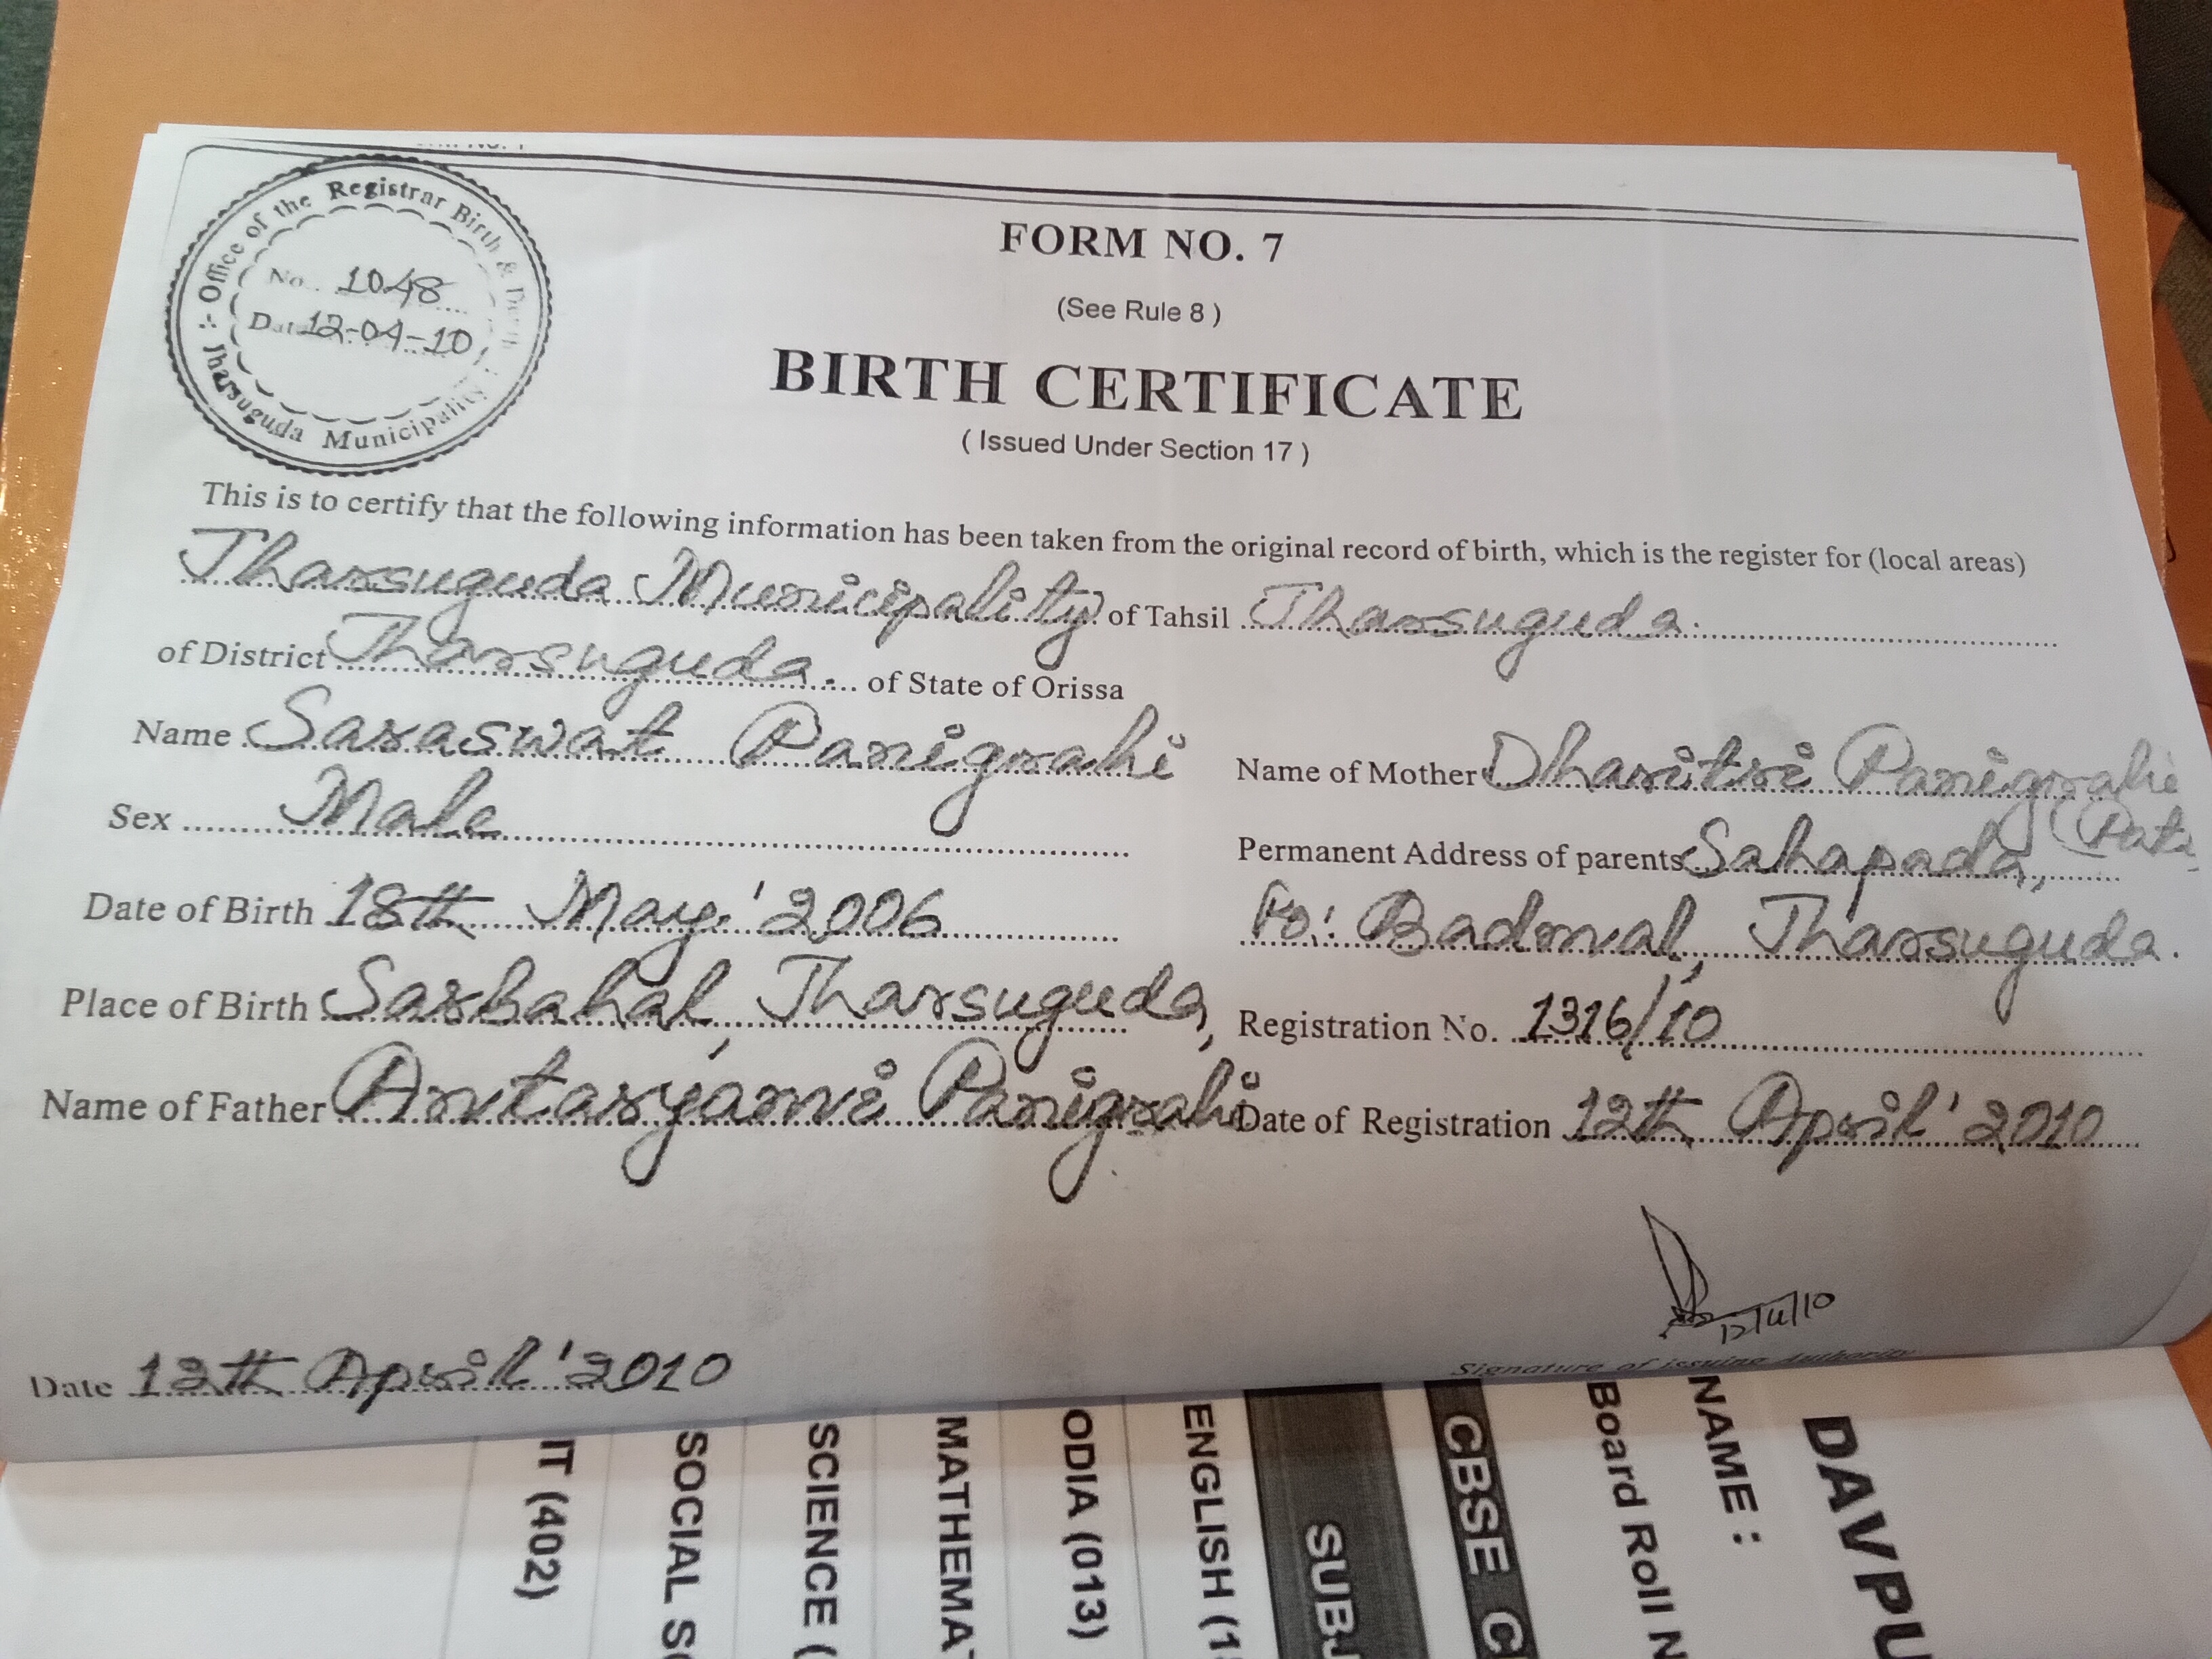 Office of the Registrar Birth &
Jharsuguda Municipality
No. 1048
Date 12-04-10
FORM NO. 7
(See Rule 8 )
BIRTH CERTIFICATE
( Issued Under Section 17 )
This is to certify that the following information has been taken from the original record of birth, which is the register for (local areas)
Jharsuguda Municipality of Tahsil Jharsuguda.
of District Jharsuguda. of State of Orissa
Name Saraswat Panigrahi
Sex Male
Date of Birth 18th May' 2006
Place of Birth Sarbahal, Jharsuguda,
Name of Father Antaryami Panigrahi
Name of Mother Dharitri Panigrahi
Permanent Address of parents Sahapada,
Po: Badmal, Jharsuguda.
Registration No. 1316/10
Date of Registration 12th April' 2010
12/4/10
Date 12th April' 2010
Signature of issuing Authority
DAV PU
NAME :
Board Roll N
CBSE C
SUBJ
ENGLISH (1
ODIA (013)
MATHEMA
SCIENCE (
SOCIAL S
IT (402)